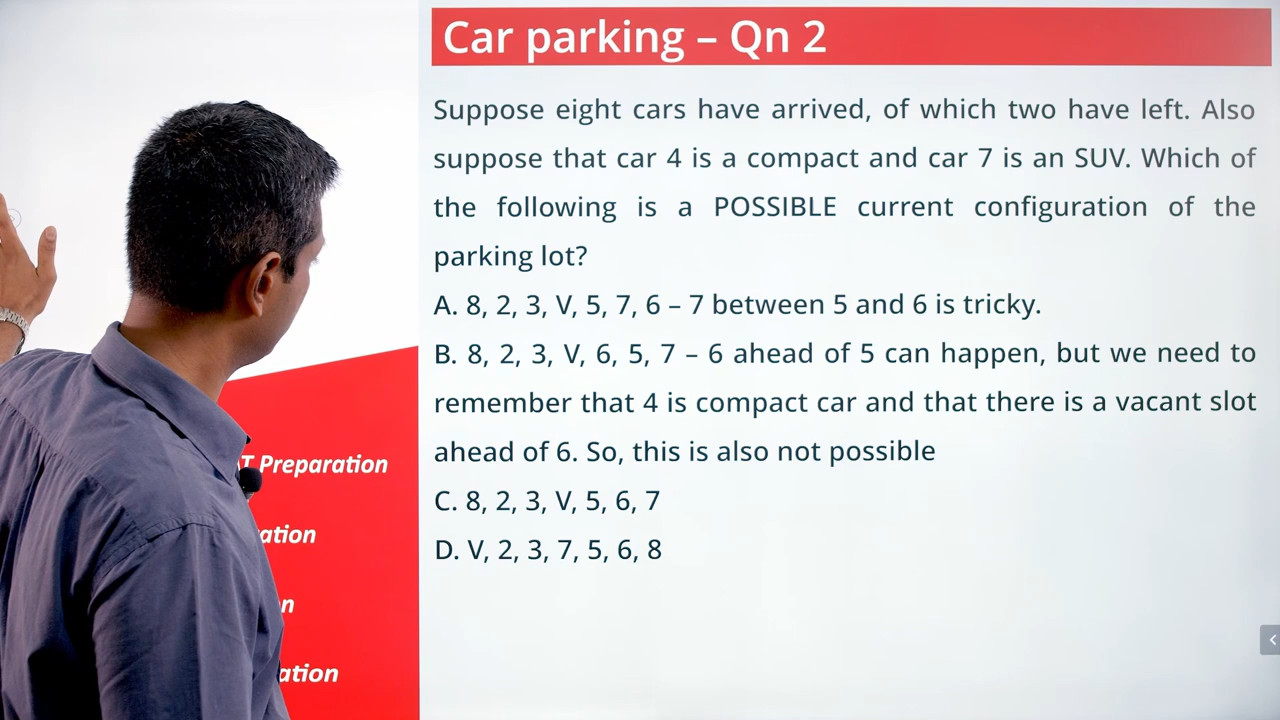 Car parking – Qn 2
Suppose eight cars have arrived, of which two have left. Also
suppose that car 4 is a compact and car 7 is an SUV. Which of
the following is a POSSIBLE current configuration of the
parking lot?
A. 8, 2, 3, V, 5, 7, 6 – 7 between 5 and 6 is tricky.
B. 8, 2, 3, V, 6, 5, 7 – 6 ahead of 5 can happen, but we need to
remember that 4 is compact car and that there is a vacant slot
ahead of 6. So, this is also not possible
C. 8, 2, 3, V, 5, 6, 7
D. V, 2, 3, 7, 5, 6, 8
T Preparation
ration
n
ation